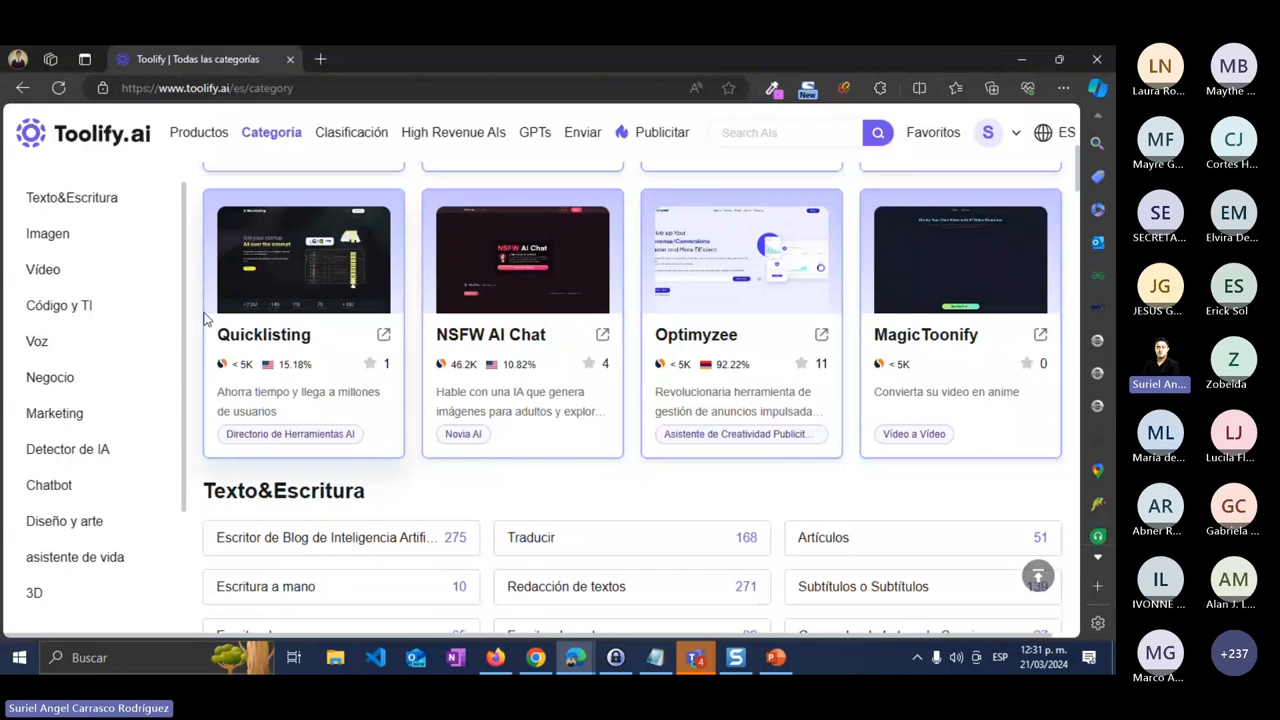 Toolify | Todas las categorías
https://www.toolify.ai/es/category
New
Toolify.ai
Productos
Categoría
Clasificación
High Revenue AIs
GPTs
Enviar
Publicitar
Search AIs
Favoritos
S
ES
Texto&Escritura
Imagen
Vídeo
Código y TI
Voz
Negocio
Marketing
Detector de IA
Chatbot
Diseño y arte
asistente de vida
3D
Quicklisting
< 5K 15.18% 1
Ahorra tiempo y llega a millones
de usuarios
Directorio de Herramientas AI
NSFW AI Chat
NSFW AI Chat
46.2K 10.82% 4
Hable con una IA que genera
imágenes para adultos y explor...
Novia AI
Optimyzee
< 5K 92.22% 11
Revolucionaria herramienta de
gestión de anuncios impulsada...
Asistente de Creatividad Publicit...
MagicToonify
< 5K 0
Convierta su video en anime
Vídeo a Vídeo
Texto&Escritura
Escritor de Blog de Inteligencia Artifi... 275
Traducir 168
Artículos 51
Escritura a mano 10
Redacción de textos 271
Subtítulos o Subtítulos
Buscar
4
ESP
12:31 p. m.
21/03/2024
LN
Laura Ro...
MB
Maythe ...
MF
Mayre G...
CJ
Cortes H...
SE
SECRETA...
EM
Elvira De...
JG
JESUS G...
ES
Erick Sol
Suriel An...
Z
Zobeida
ML
María de...
LJ
Lucila Fl...
AR
Abner R...
GC
Gabriela ...
IL
IVONNE ...
AM
Alan J. L...
MG
Marco A...
+237
Suriel Angel Carrasco Rodríguez